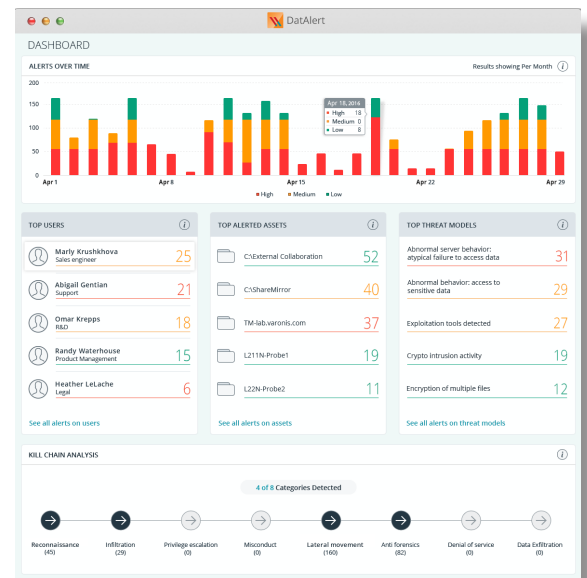 DatAlert
DASHBOARD
ALERTS OVER TIME
Results showing Per Month i
200
150
100
50
0
Apr 18, 2016
High 18
Medium 0
Low 8
Apr 1
Apr 8
Apr 15
Apr 22
Apr 29
High Medium Low
TOP USERS i
Marly Krushkhova
Sales engineer
25
Abigail Gentian
Support
21
Omar Krepps
R&D
18
Randy Waterhouse
Product Management
15
Heather LeLache
Legal
6
See all alerts on users
TOP ALERTED ASSETS i
C:\External Collaboration 52
C:\ShareMirror 40
TM-lab.varonis.com 37
L211N-Probe1 19
L22N-Probe2 11
See all alerts on assets
TOP THREAT MODELS i
Abnormal server behavior:
atypical failure to access data
31
Abnormal behavior: access to
sensitive data
29
Exploitation tools detected 27
Crypto intrusion activity 19
Encryption of multiple files 12
See all alerts on threat models
KILL CHAIN ANALYSIS i
4 of 8 Categories Detected
Reconnaissance
(45)
Infiltration
(29)
Privilege escalation
(0)
Misconduct
(0)
Lateral movement
(160)
Anti forensics
(82)
Denial of service
(0)
Data Exfiltration
(0)